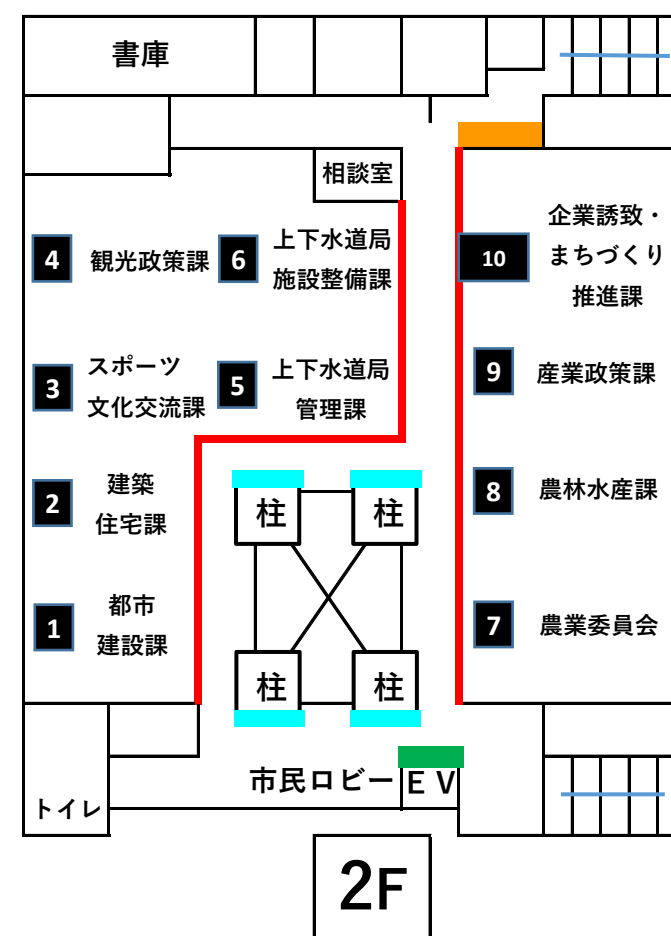 書庫
相談室
4
観光政策課
6
上下水道局
施設整備課
10
企業誘致・
まちづくり
推進課
3
スポーツ
文化交流課
5
上下水道局
管理課
9
産業政策課
2
建築
住宅課
柱
柱
8
農林水産課
1
都市
建設課
柱
柱
7
農業委員会
トイレ
市民ロビー
ＥＶ
2F